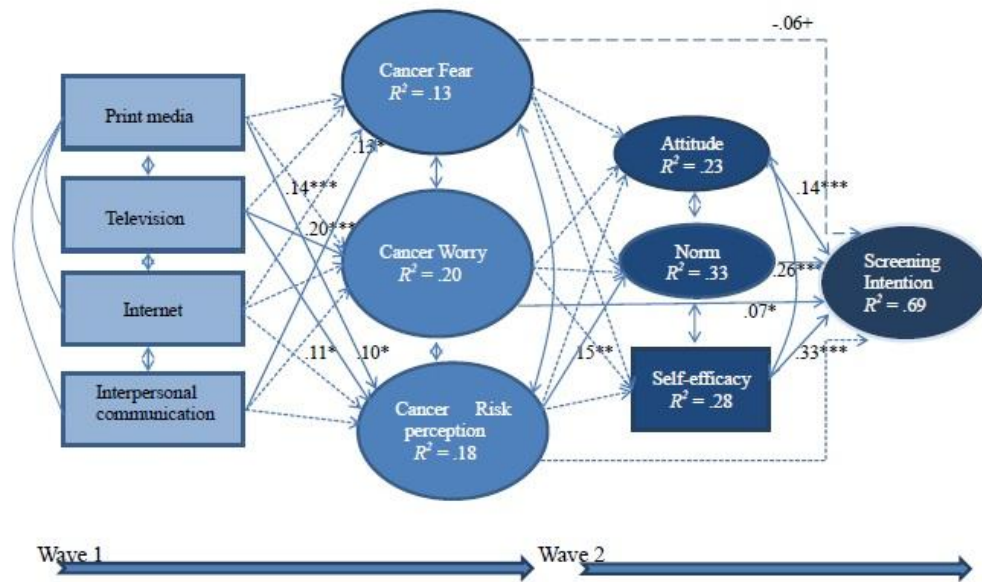 Print media
Television
Internet
Interpersonal
communication
Cancer Fear
R² = .13
Cancer Worry
R² = .20
Cancer Risk
perception
R² = .18
.13*
.14***
.20***
.11*
.10*
.15**
Attitude
R² = .23
Norm
R² = .33
Self-efficacy
R² = .28
-.06+
.14***
.26***
.07*
.33***
Screening
Intention
R² = .69
Wave 1
Wave 2